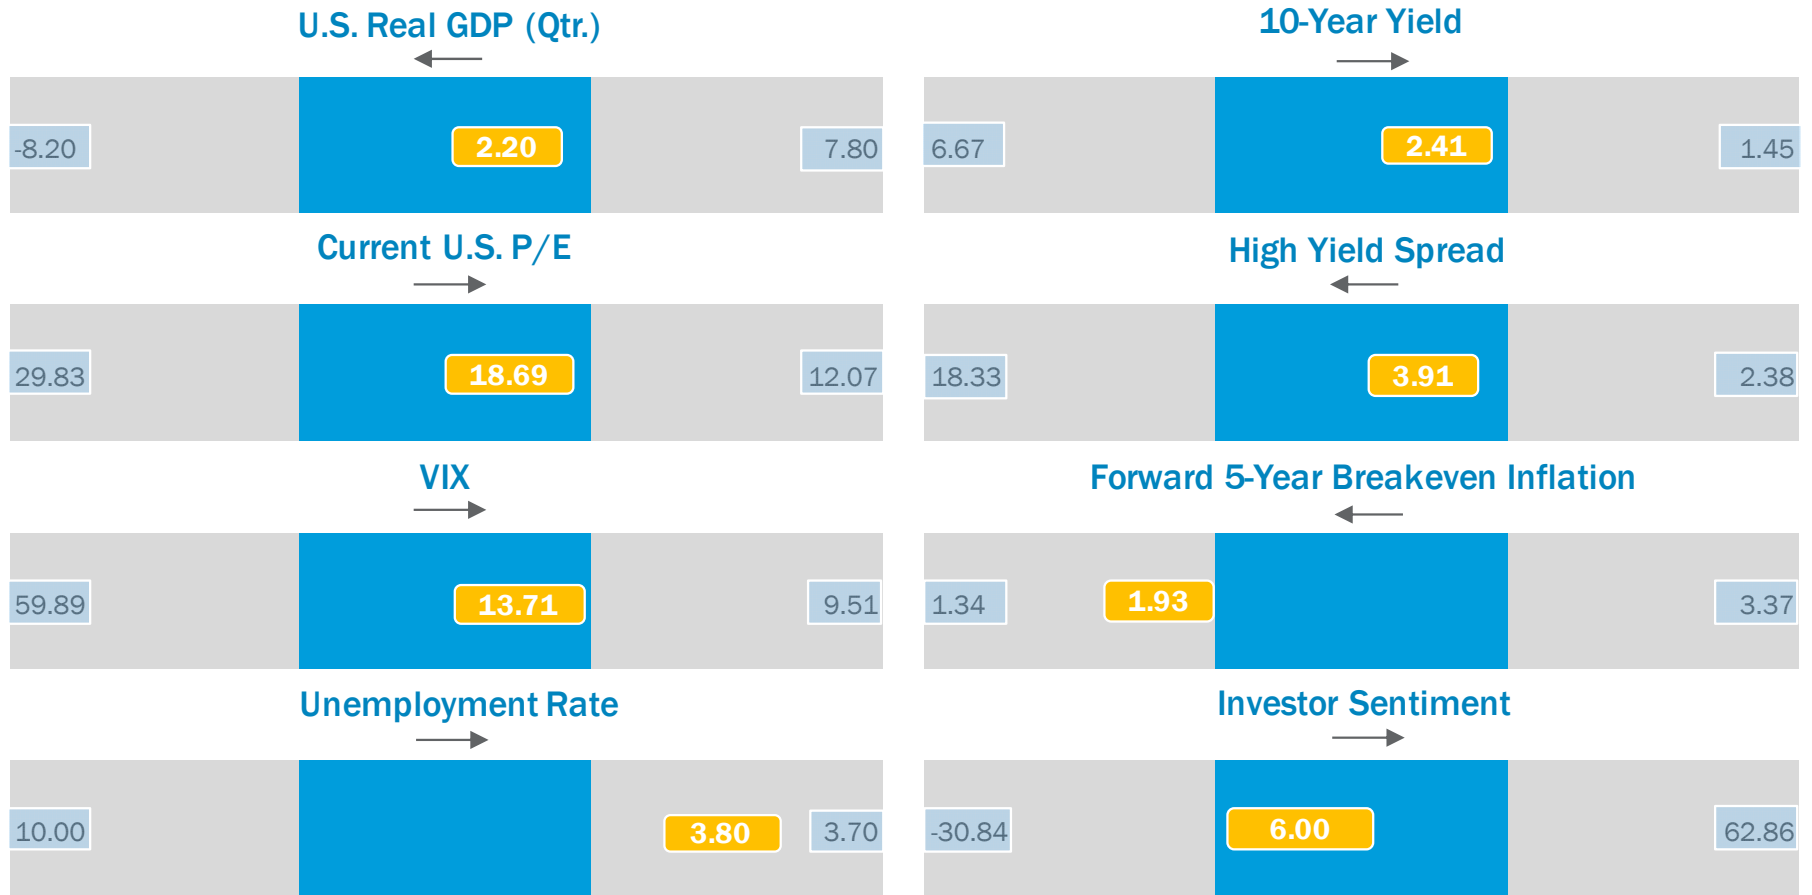 U.S. Real GDP (Qtr.)
-8.20 2.20 7.80
10-Year Yield
6.67 2.41 1.45
Current U.S. P/E
29.83 18.69 12.07
High Yield Spread
18.33 3.91 2.38
VIX
59.89 13.71 9.51
Forward 5-Year Breakeven Inflation
1.34 1.93 3.37
Unemployment Rate
10.00 3.80 3.70
Investor Sentiment
-30.84 6.00 62.86